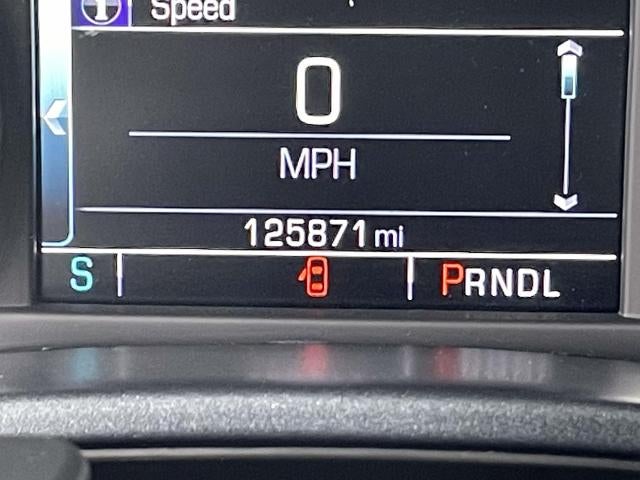 Speed
0
MPH
125871 mi
S PRNDL